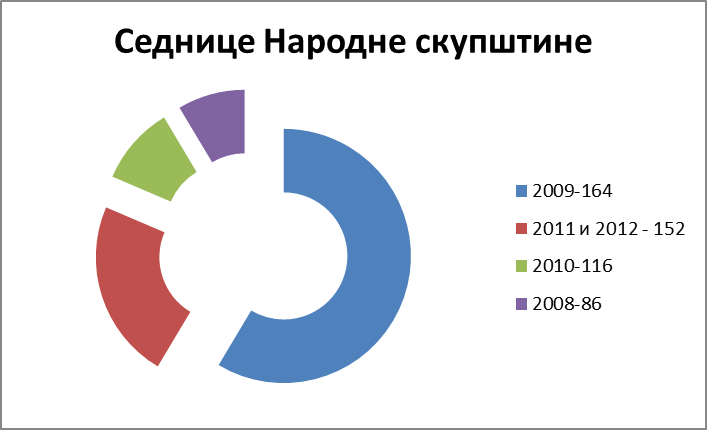 Седнице Народне скупштине
2009-164
2011 и 2012 - 152
2010-116
2008-86